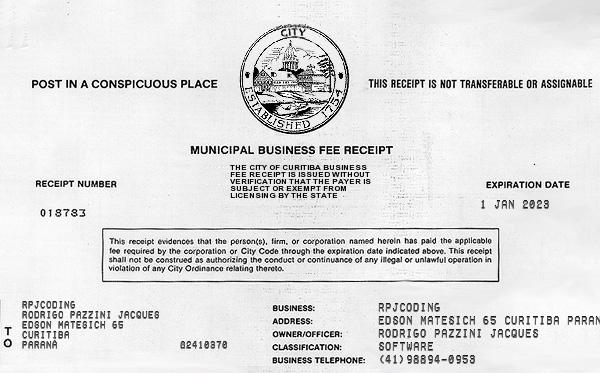 CITY
ESTABLISHED 1754
POST IN A CONSPICUOUS PLACE
THIS RECEIPT IS NOT TRANSFERABLE OR ASSIGNABLE
MUNICIPAL BUSINESS FEE RECEIPT
THE CITY OF CURITIBA BUSINESS
FEE RECEIPT IS ISSUED WITHOUT
VERIFICATION THAT THE PAYER IS
SUBJECT OR EXEMPT FROM
LICENSING BY THE STATE
RECEIPT NUMBER
018783
EXPIRATION DATE
1 JAN 2023
This receipt evidences that the person(s), firm, or corporation named herein has paid the applicable
fee required by the corporation or City Code through the expiration date indicated above. This receipt
shall not be construed as authorizing the conduct or continuance of any illegal or unlawful operation in
violation of any City Ordinance relating thereto.
TO
RPJCODING
RODRIGO PAZZINI JACQUES
EDSON MATESICH 65
CURITIBA
PARANÁ 82410370
BUSINESS: RPJCODING
ADDRESS: EDSON MATESICH 65 CURITIBA PARAN
OWNER/OFFICER: RODRIGO PAZZINI JACQUES
CLASSIFICATION: SOFTWARE
BUSINESS TELEPHONE: (41)98894-0953